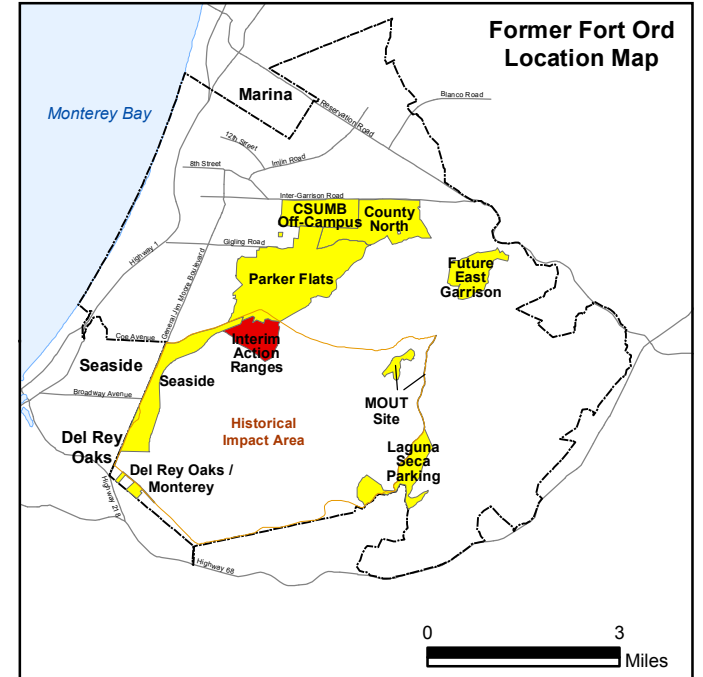 Former Fort Ord
Location Map
Marina
Monterey Bay
Blanco Road
Reservation Road
12th Street
Imjin Road
8th Street
Inter-Garrison Road
CSUMB
Off-Campus
County
North
Gigling Road
Highway 1
General Jim Moore Boulevard
Parker Flats
Future
East
Garrison
Coe Avenue
Interim
Action
Ranges
Seaside
Seaside
Broadway Avenue
MOUT
Site
Historical
Impact Area
Del Rey
Oaks
Laguna
Seca
Parking
Del Rey Oaks /
Monterey
Highway 218
Highway 68
0
3
Miles